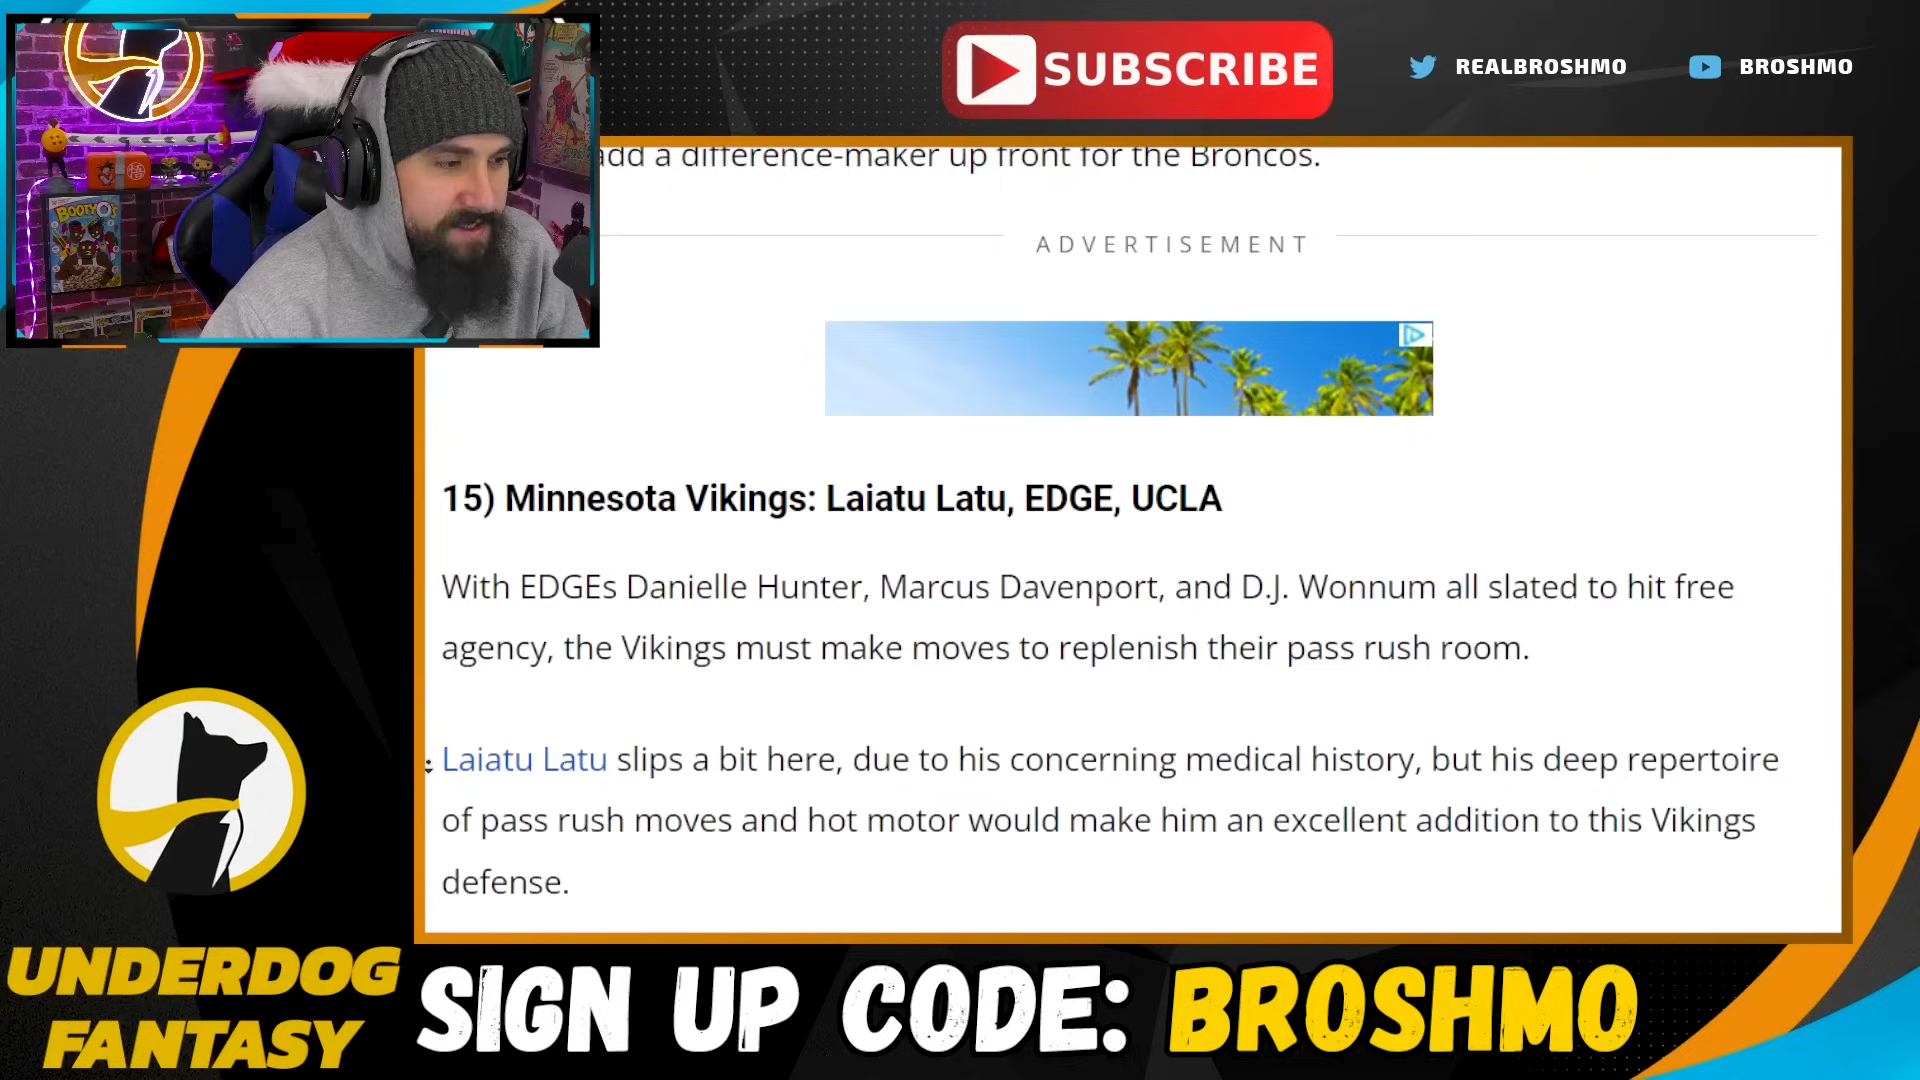 BOOTYO'S
SUBSCRIBE
REALBROSHMO
BROSHMO
add a difference-maker up front for the Broncos.
ADVERTISEMENT
15) Minnesota Vikings: Laiatu Latu, EDGE, UCLA
With EDGEs Danielle Hunter, Marcus Davenport, and D.J. Wonnum all slated to hit free
agency, the Vikings must make moves to replenish their pass rush room.
Laiatu Latu slips a bit here, due to his concerning medical history, but his deep repertoire
of pass rush moves and hot motor would make him an excellent addition to this Vikings
defense.
UNDERDOG
FANTASY
SIGN UP CODE: BROSHMO